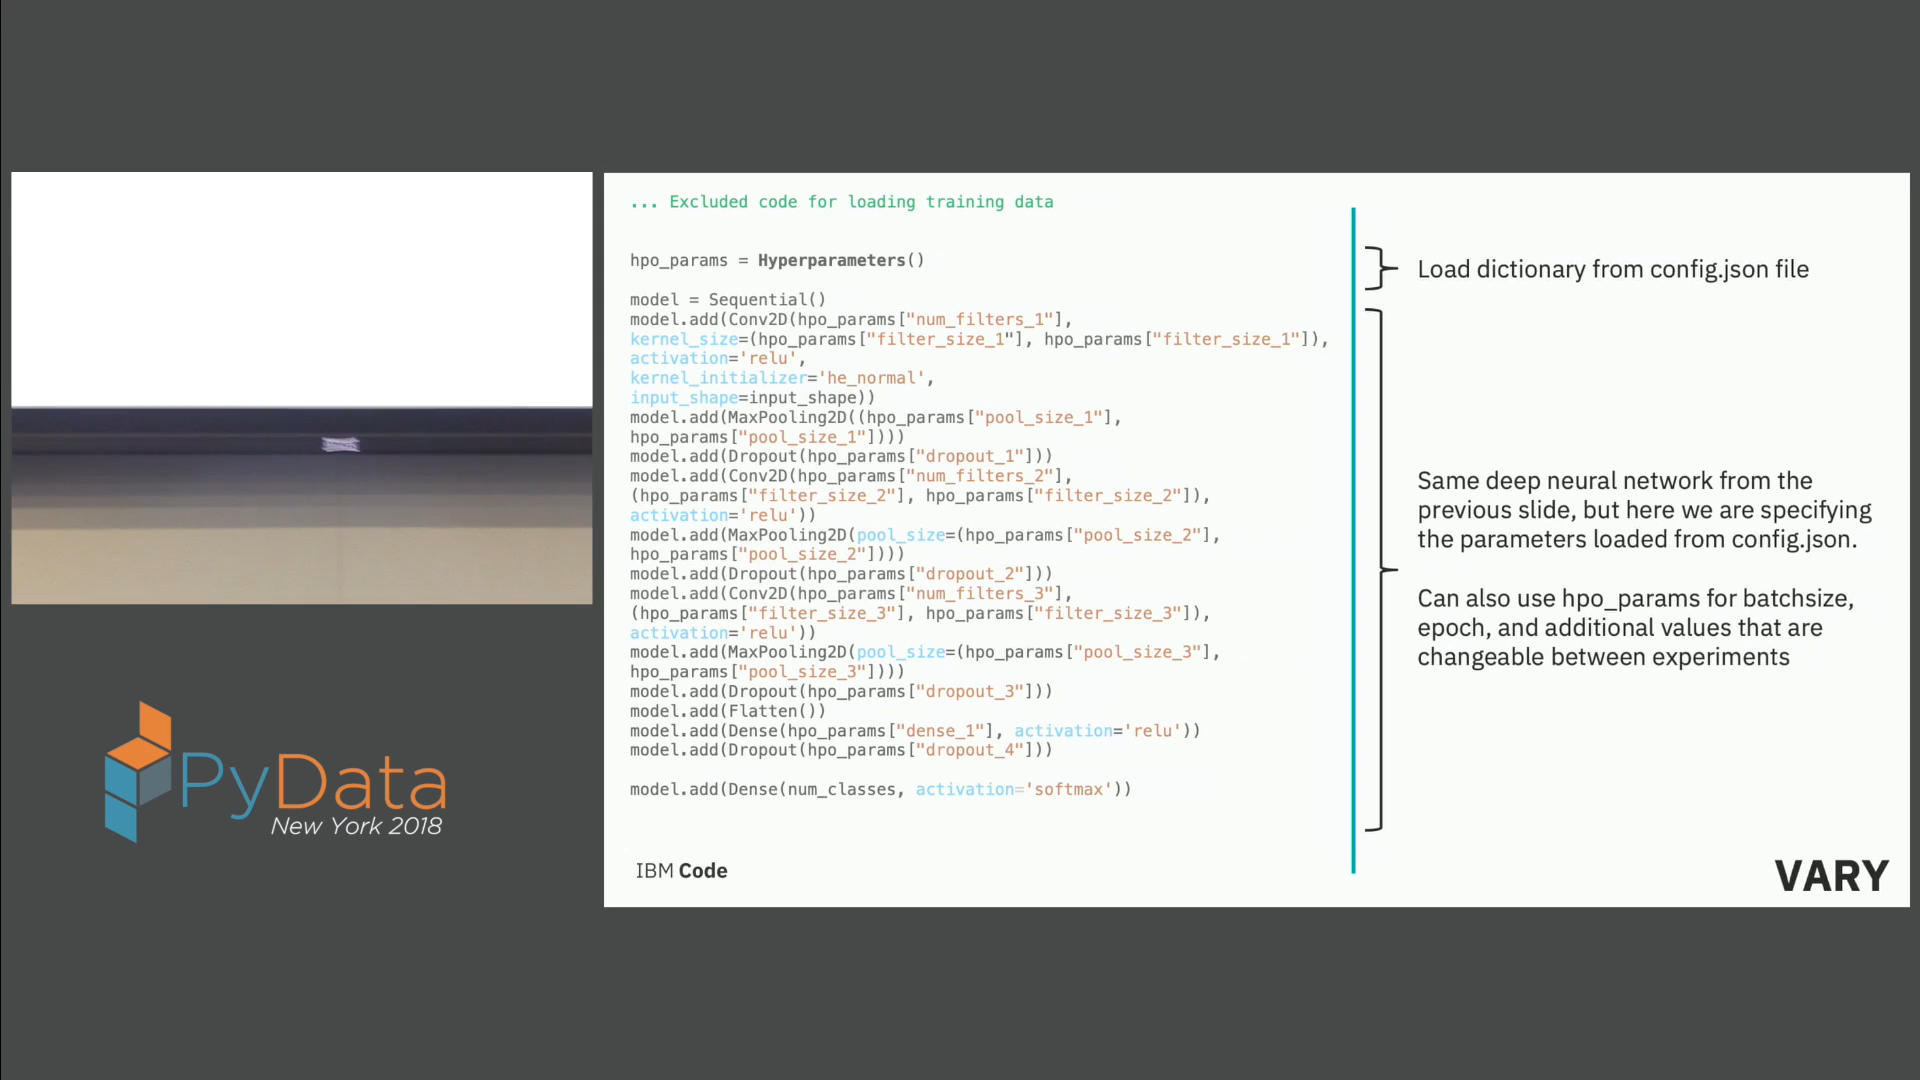 ... Excluded code for loading training data
hpo_params = Hyperparameters()
model = Sequential()
model.add(Conv2D(hpo_params["num_filters_1"],
kernel_size=(hpo_params["filter_size_1"], hpo_params["filter_size_1"]),
activation='relu',
kernel_initializer='he_normal',
input_shape=input_shape))
model.add(MaxPooling2D((hpo_params["pool_size_1"],
hpo_params["pool_size_1"])))
model.add(Dropout(hpo_params["dropout_1"]))
model.add(Conv2D(hpo_params["num_filters_2"],
(hpo_params["filter_size_2"], hpo_params["filter_size_2"]),
activation='relu'))
model.add(MaxPooling2D(pool_size=(hpo_params["pool_size_2"],
hpo_params["pool_size_2"])))
model.add(Dropout(hpo_params["dropout_2"]))
model.add(Conv2D(hpo_params["num_filters_3"],
(hpo_params["filter_size_3"], hpo_params["filter_size_3"]),
activation='relu'))
model.add(MaxPooling2D(pool_size=(hpo_params["pool_size_3"],
hpo_params["pool_size_3"])))
model.add(Dropout(hpo_params["dropout_3"]))
model.add(Flatten())
model.add(Dense(hpo_params["dense_1"], activation='relu'))
model.add(Dropout(hpo_params["dropout_4"]))
model.add(Dense(num_classes, activation='softmax'))
Load dictionary from config.json file
Same deep neural network from the
previous slide, but here we are specifying
the parameters loaded from config.json.
Can also use hpo_params for batchsize,
epoch, and additional values that are
changeable between experiments
IBM Code
VARY
PyData
New York 2018